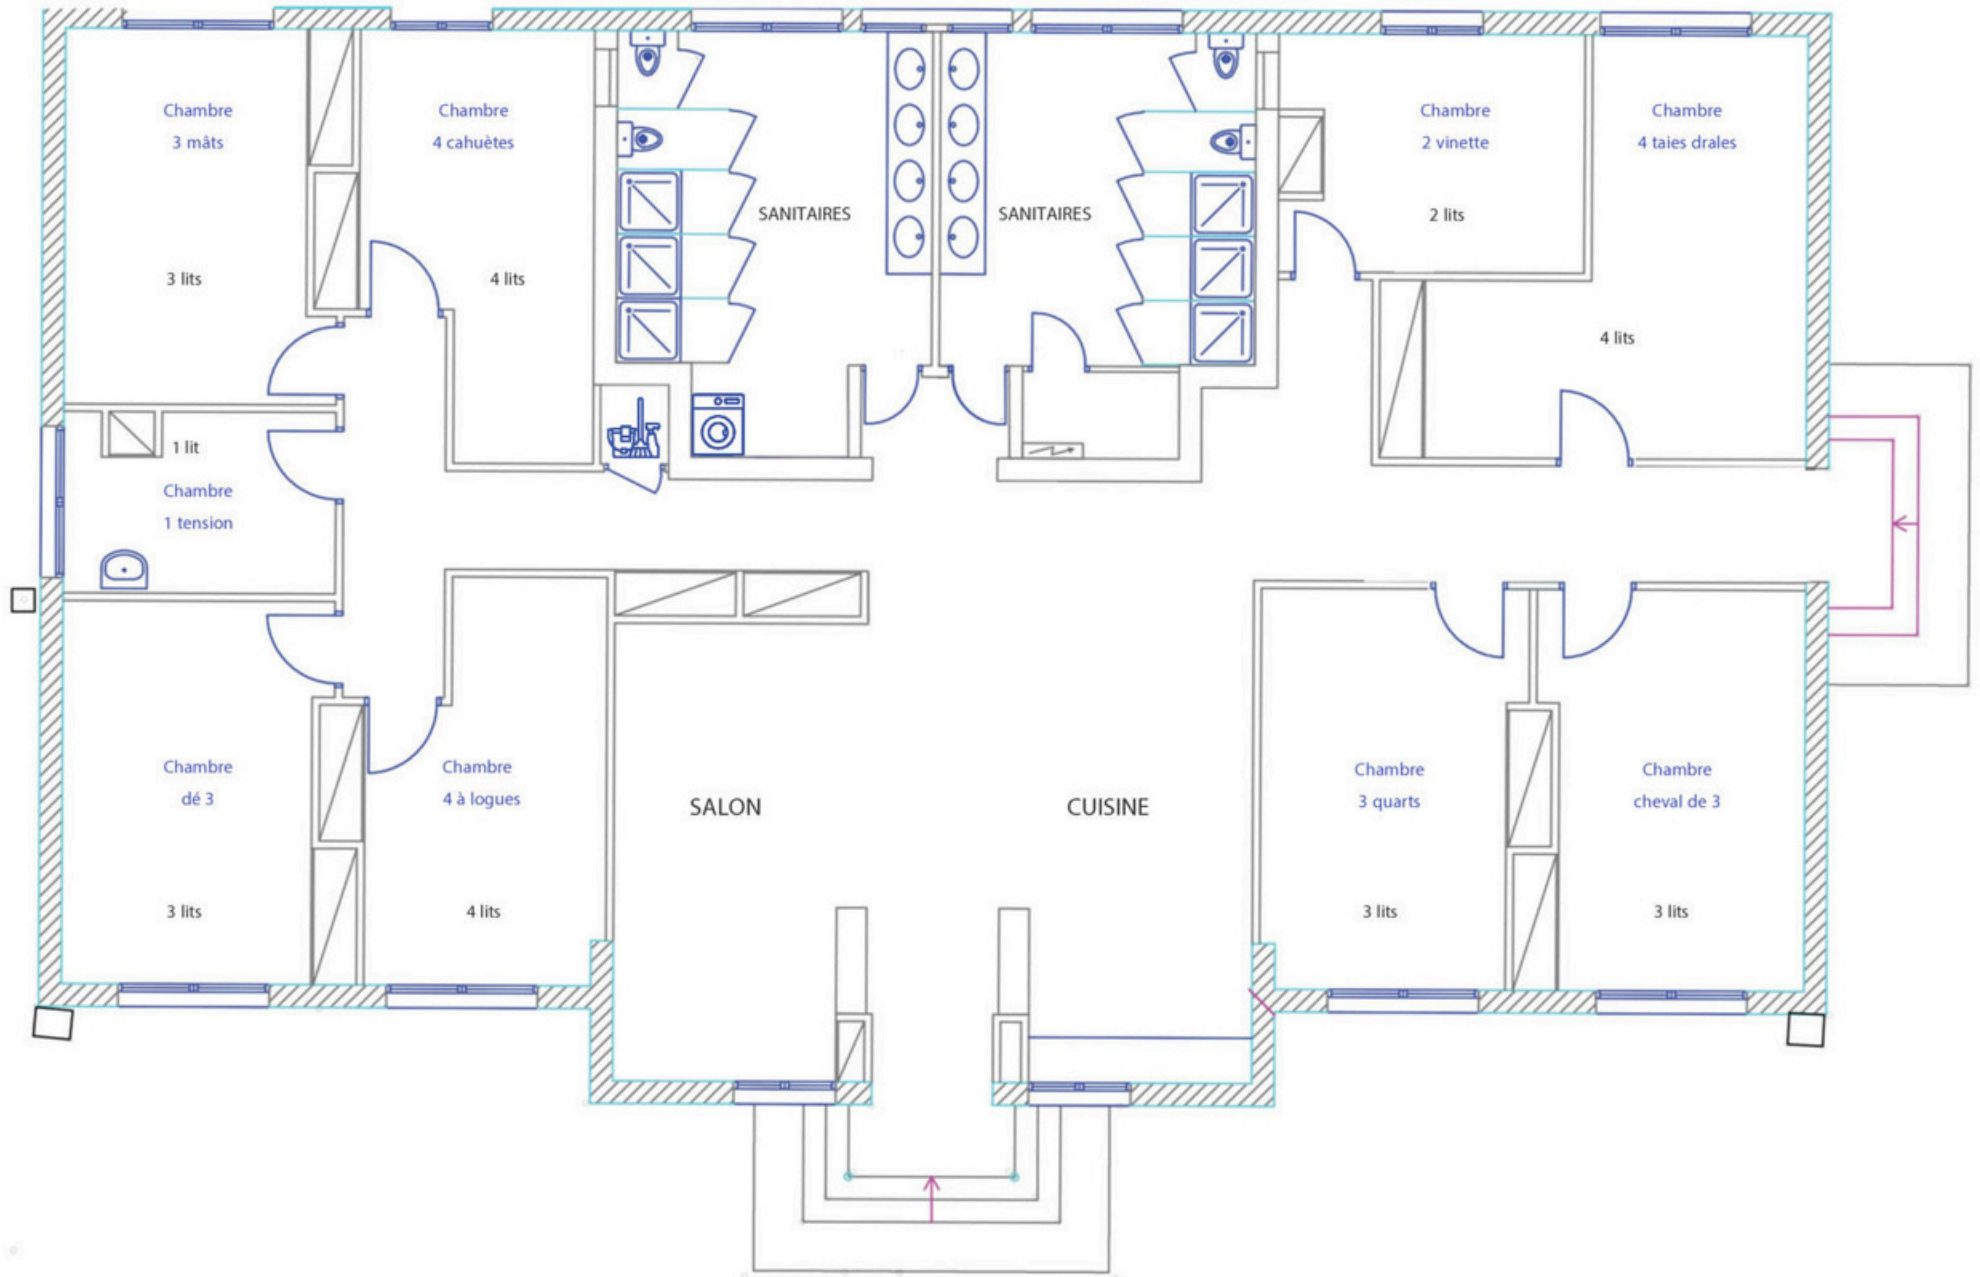 Chambre
3 mâts
3 lits
Chambre
4 cahuètes
4 lits
SANITAIRES
SANITAIRES
Chambre
2 vinette
2 lits
Chambre
4 taies drales
4 lits
1 lit
Chambre
1 tension
Chambre
dé 3
3 lits
Chambre
4 à logues
4 lits
SALON
CUISINE
Chambre
3 quarts
3 lits
Chambre
cheval de 3
3 lits